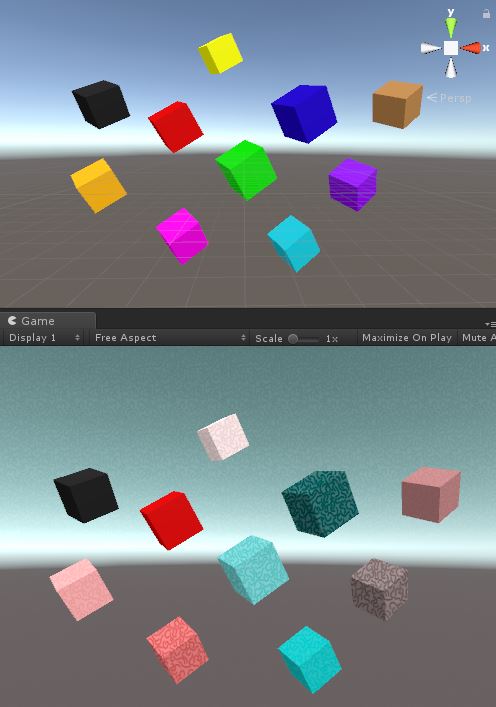 y
x
Persp
Game
Display 1
Free Aspect
Scale
1x
Maximize On Play
Mute A